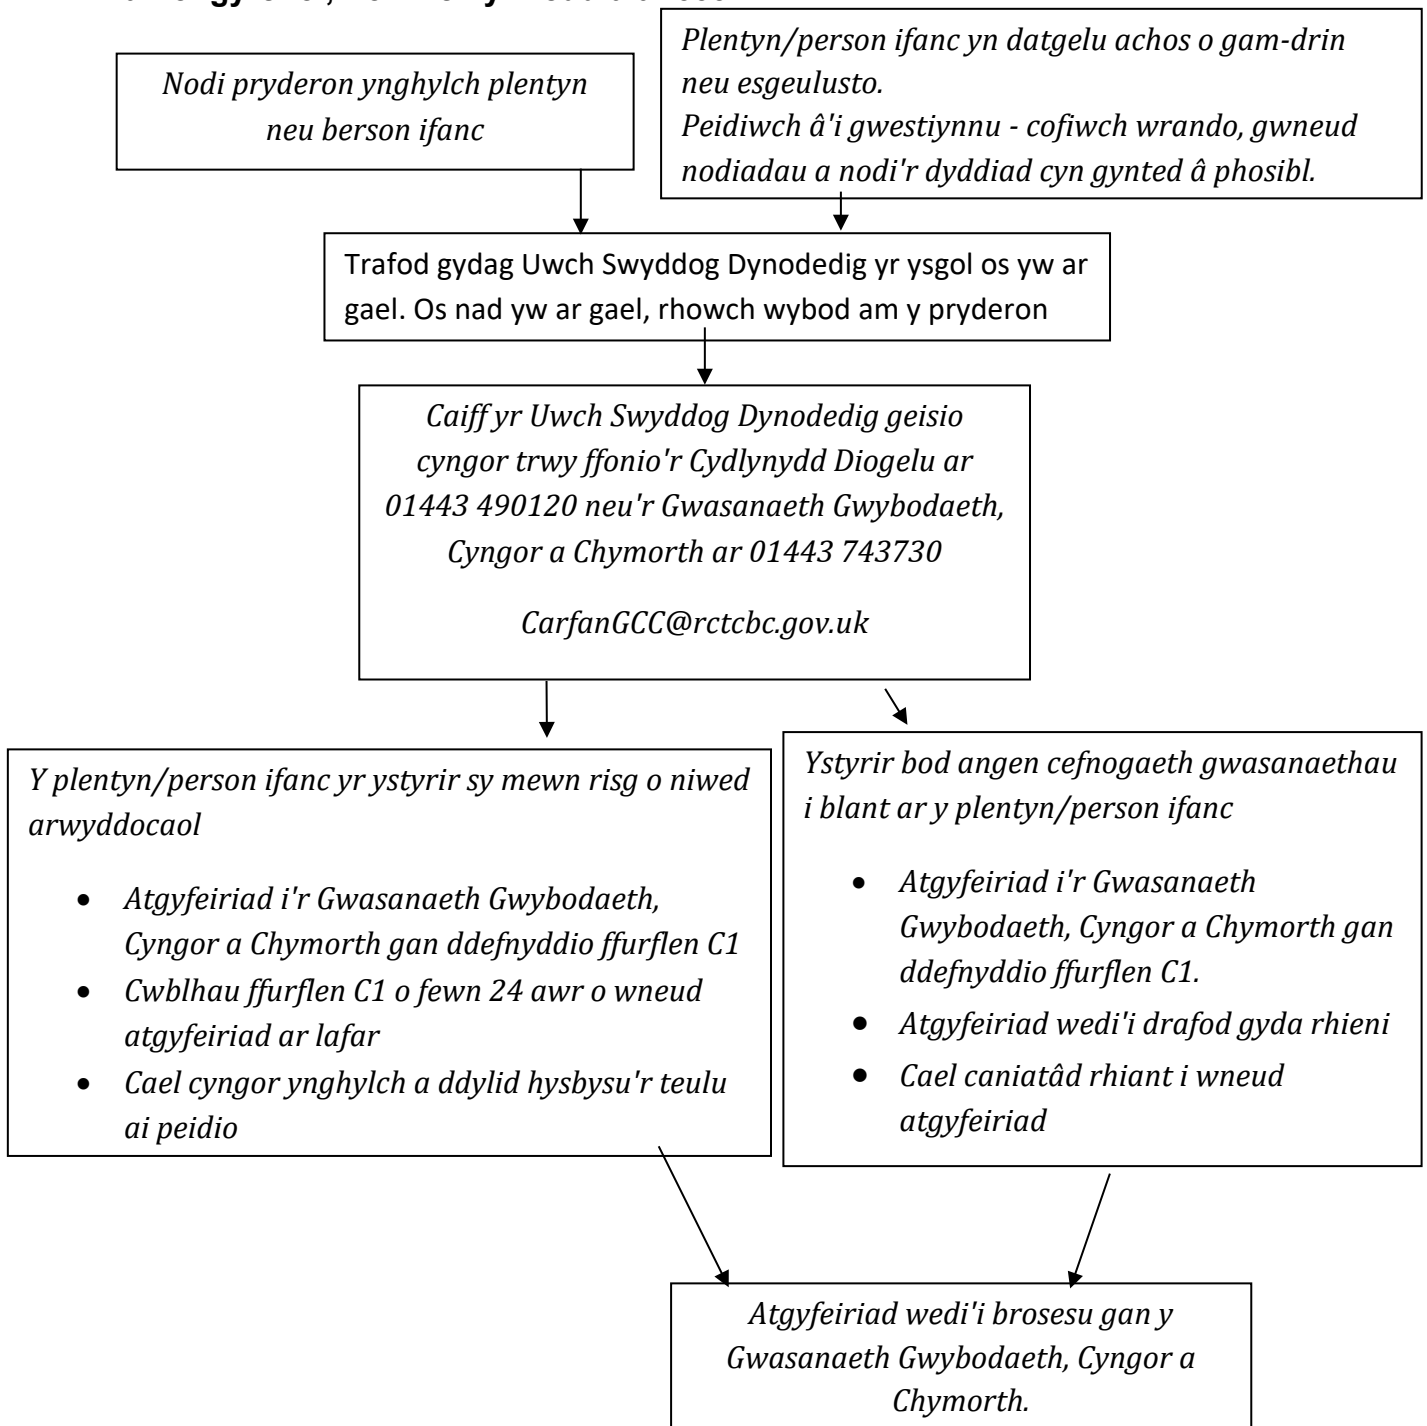 Nodi pryderon ynghylch plentyn
neu berson ifanc
Plentyn/person ifanc yn datgelu achos o gam-drin
neu esgeulusto.
Peidiwch â'i gwestiynnu - cofiwch wrando, gwneud
nodiadau a nodi'r dyddiad cyn gynted â phosibl.
Trafod gydag Uwch Swyddog Dynodedig yr ysgol os yw ar
gael. Os nad yw ar gael, rhowch wybod am y pryderon
Caiff yr Uwch Swyddog Dynodedig geisio
cyngor trwy ffonio'r Cydlynydd Diogelu ar
01443 490120 neu'r Gwasanaeth Gwybodaeth,
Cyngor a Chymorth ar 01443 743730
CarfanGCC@rctcbc.gov.uk
Y plentyn/person ifanc yr ystyrir sy mewn risg o niwed
arwyddocaol
• Atgyfeiriad i'r Gwasanaeth Gwybodaeth,
Cyngor a Chymorth gan ddefnyddio ffurflen C1
• Cwblhau ffurflen C1 o fewn 24 awr o wneud
atgyfeiriad ar lafar
• Cael cyngor ynghylch a ddylid hysbysu'r teulu
ai peidio
Ystyrir bod angen cefnogaeth gwasanaethau
i blant ar y plentyn/person ifanc
• Atgyfeiriad i'r Gwasanaeth
Gwybodaeth, Cyngor a Chymorth gan
ddefnyddio ffurflen C1.
• Atgyfeiriad wedi'i drafod gyda rhieni
• Cael caniatâd rhiant i wneud
atgyfeiriad
Atgyfeiriad wedi'i brosesu gan y
Gwasanaeth Gwybodaeth, Cyngor a
Chymorth.